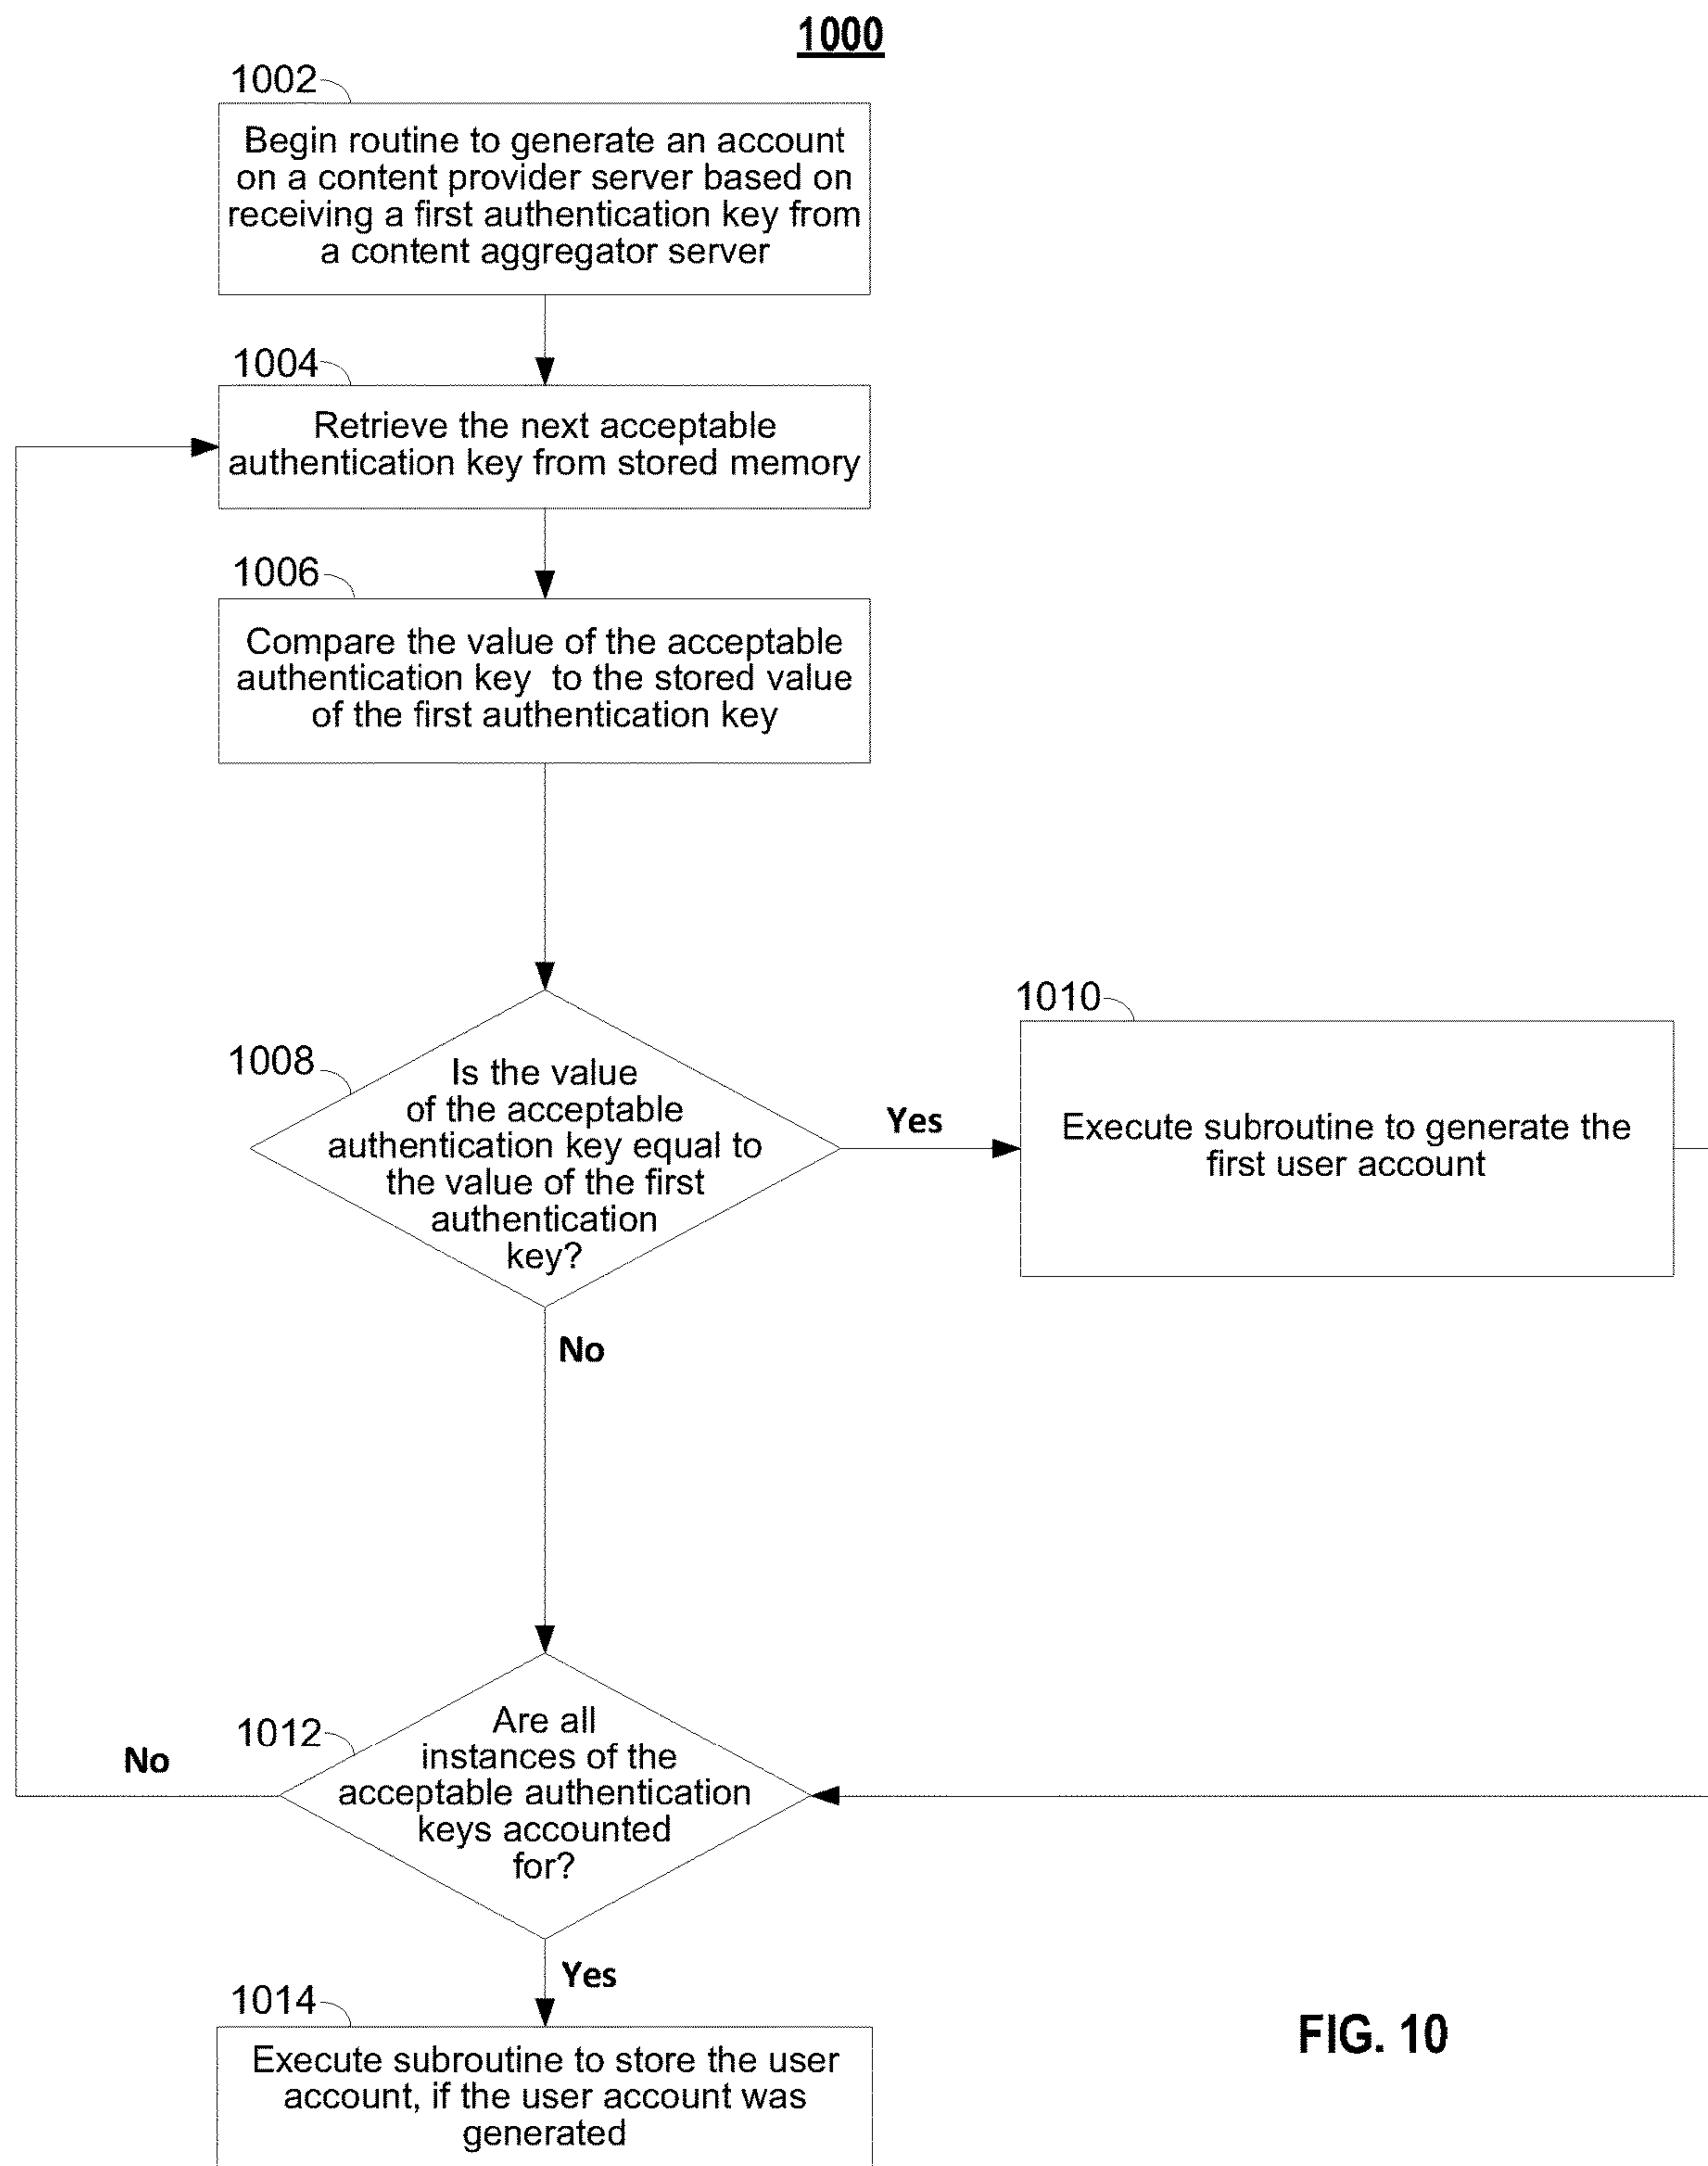 1000
1002
Begin routine to generate an account
on a content provider server based on
receiving a first authentication key from
a content aggregator server
1004
Retrieve the next acceptable
authentication key from stored memory
1006
Compare the value of the acceptable
authentication key to the stored value
of the first authentication key
1008
Is the value
of the acceptable
authentication key equal to
the value of the first
authentication
key?
Yes
1010
Execute subroutine to generate the
first user account
No
1012
Are all
instances of the
acceptable authentication
keys accounted
for?
No
Yes
1014
Execute subroutine to store the user
account, if the user account was
generated
FIG. 10